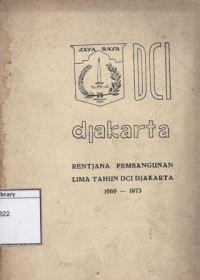 JAYA RAYA
DCI
djakarta
RENTJANA PEMBANGUNAN
LIMA TAHUN DCI DJAKARTA
1969 — 1973
library
822